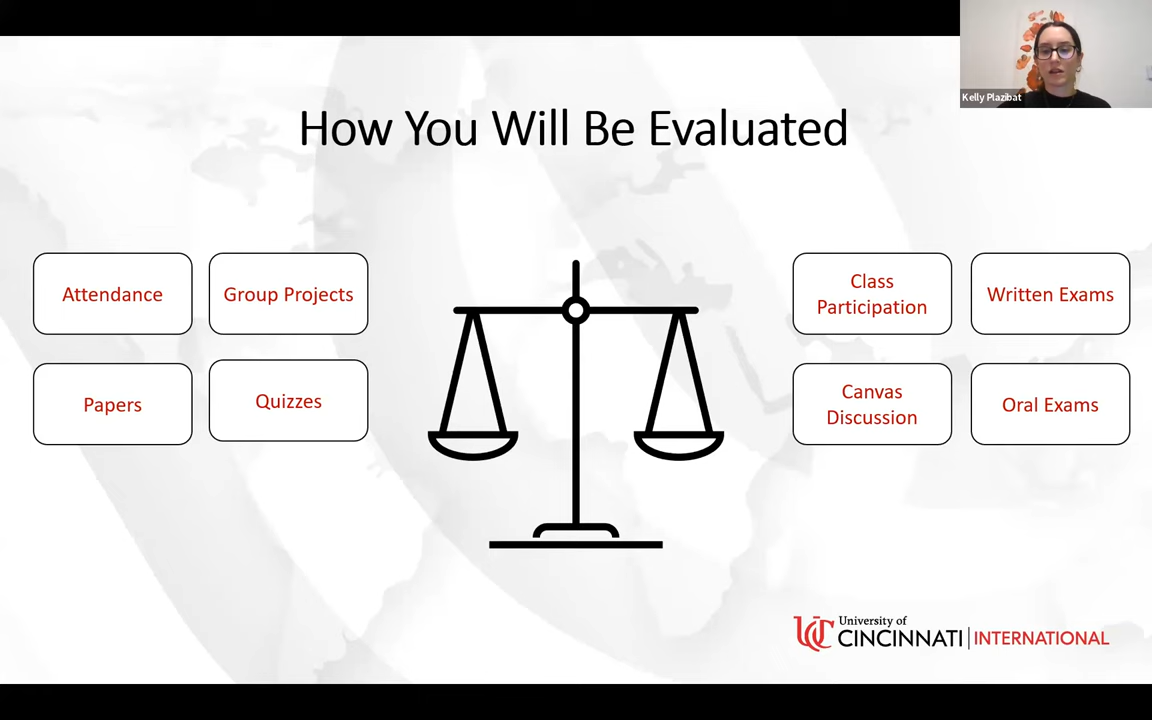 Kelly Plazibat
How You Will Be Evaluated
Attendance
Group Projects
Class
Participation
Written Exams
Papers
Quizzes
Canvas
Discussion
Oral Exams
UC University of
CINCINNATI INTERNATIONAL